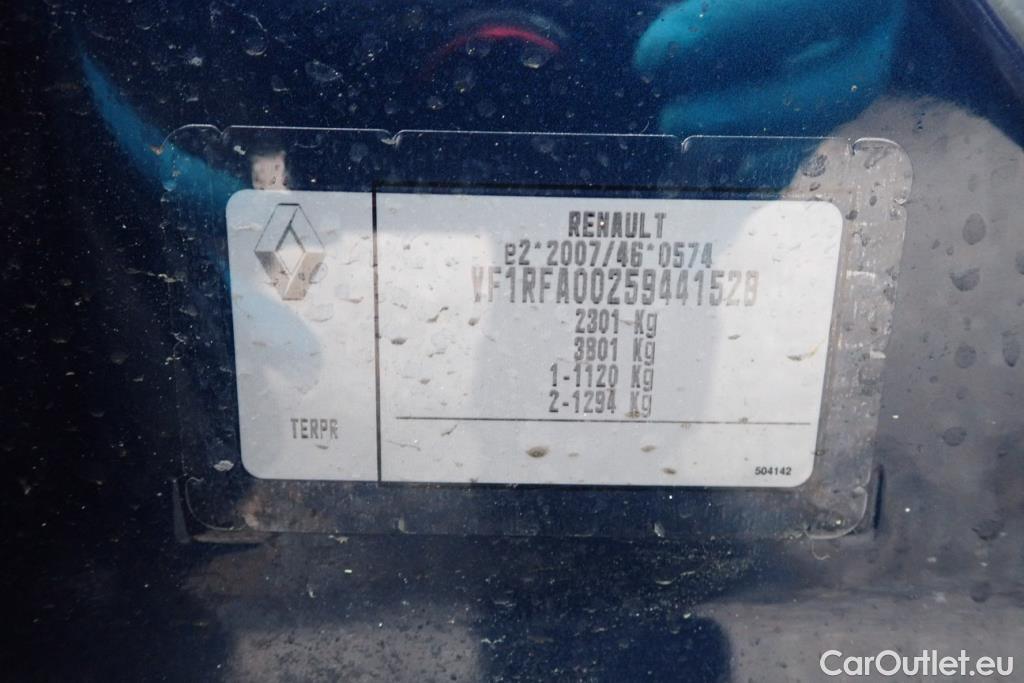 RENAULT
e2*2007/46*0574
VF1RFA00259441528
2301 Kg
3801 Kg
1-1120 Kg
2-1294 Kg
TERPR
504142
CarOutlet.eu